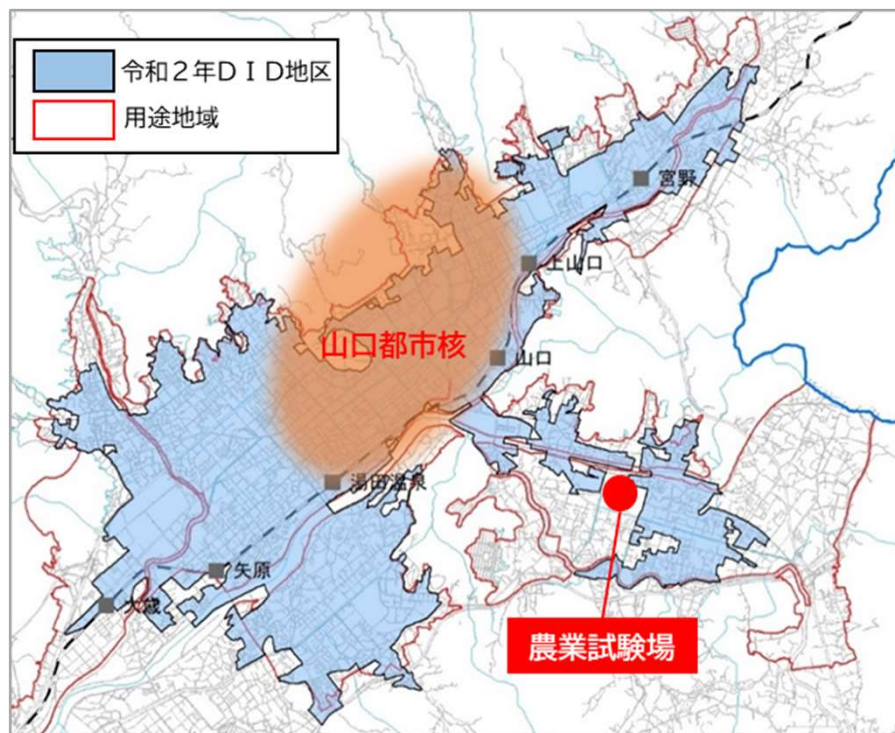 令和２年ＤＩＤ地区
用途地域
宮野
上山口
山口都市核
山口
湯田温泉
矢原
大歳
農業試験場